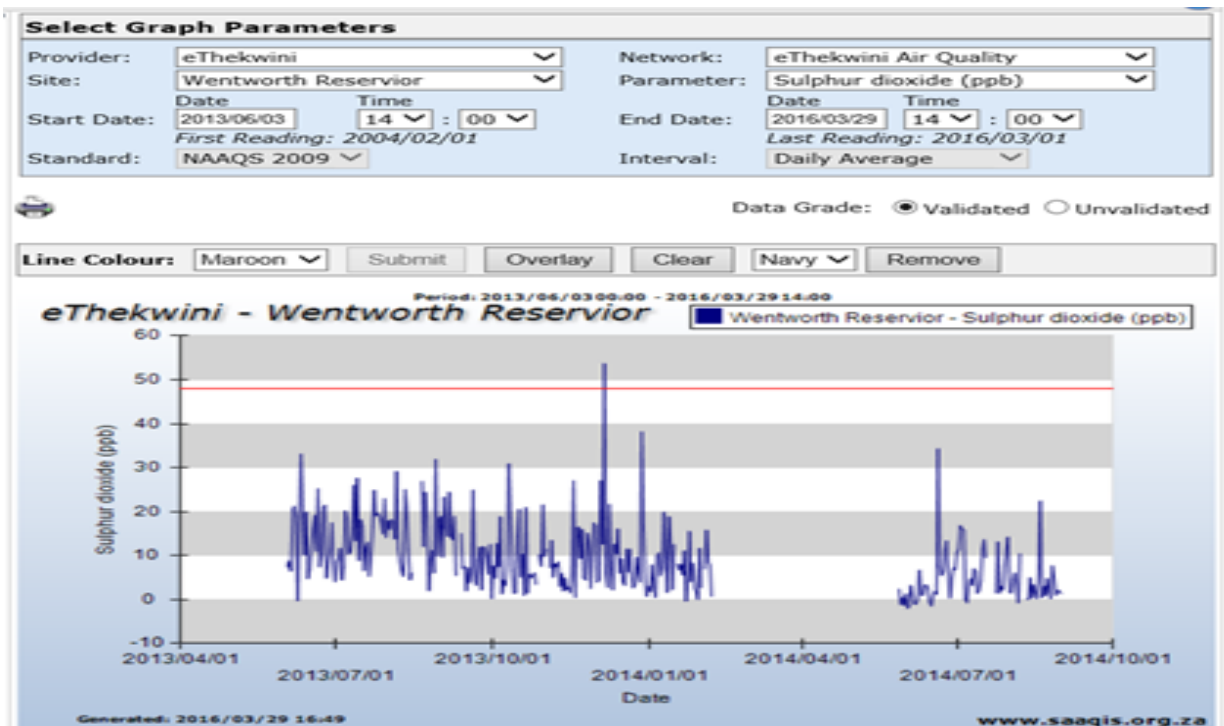 Select Graph Parameters
Provider: eThekwini Network: eThekwini Air Quality
Site: Wentworth Reservior Parameter: Sulphur dioxide (ppb)
Date Time Date Time
Start Date: 2013/06/03 14 : 00 End Date: 2016/03/29 14 : 00
First Reading: 2004/02/01 Last Reading: 2016/03/01
Standard: NAAQS 2009 Interval: Daily Average
Data Grade: Validated Unvalidated
Line Colour: Maroon Submit Overlay Clear Navy Remove
Period: 2013/06/03 00:00 - 2016/03/29 14:00
eThekwini - Wentworth Reservior
Wentworth Reservior - Sulphur dioxide (ppb)
60
50
40
30
20
10
0
-10
Sulphur dioxide (ppb)
2013/04/01 2013/10/01 2014/04/01 2014/10/01
2013/07/01 2014/01/01 2014/07/01
Date
Generated: 2016/03/29 16:49 www.saaqis.org.za